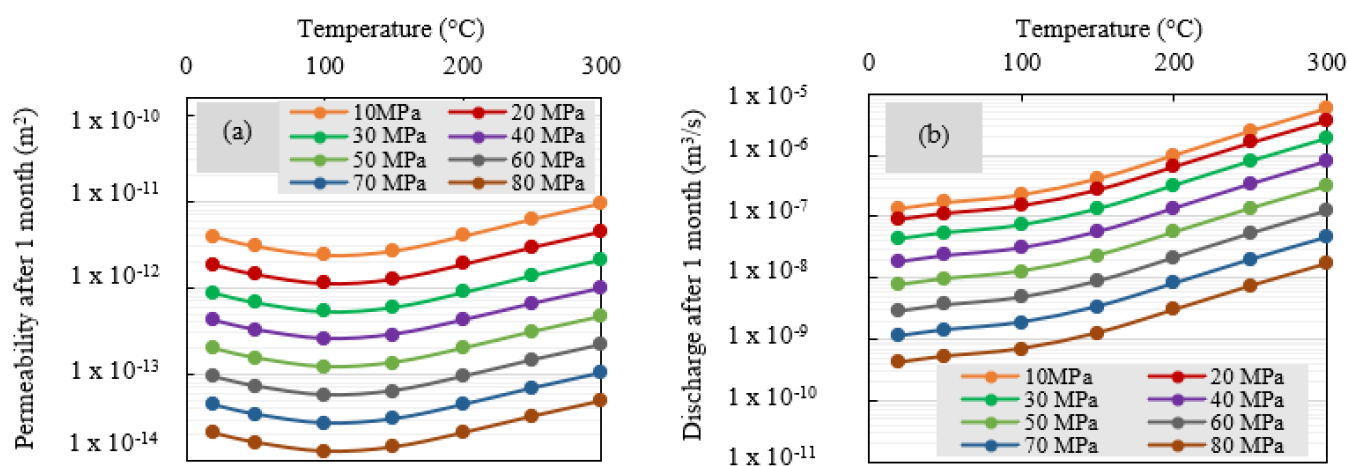 Temperature (°C)
0 100 200 300
Permeability after 1 month (m²)
1 x 10⁻¹⁰
1 x 10⁻¹¹
1 x 10⁻¹²
1 x 10⁻¹³
1 x 10⁻¹⁴
(a)
10MPa 20 MPa
30 MPa 40 MPa
50 MPa 60 MPa
70 MPa 80 MPa
Temperature (°C)
0 100 200 300
Discharge after 1 month (m³/s)
1 x 10⁻⁵
1 x 10⁻⁶
1 x 10⁻⁷
1 x 10⁻⁸
1 x 10⁻⁹
1 x 10⁻¹⁰
1 x 10⁻¹¹
(b)
10MPa 20 MPa
30 MPa 40 MPa
50 MPa 60 MPa
70 MPa 80 MPa